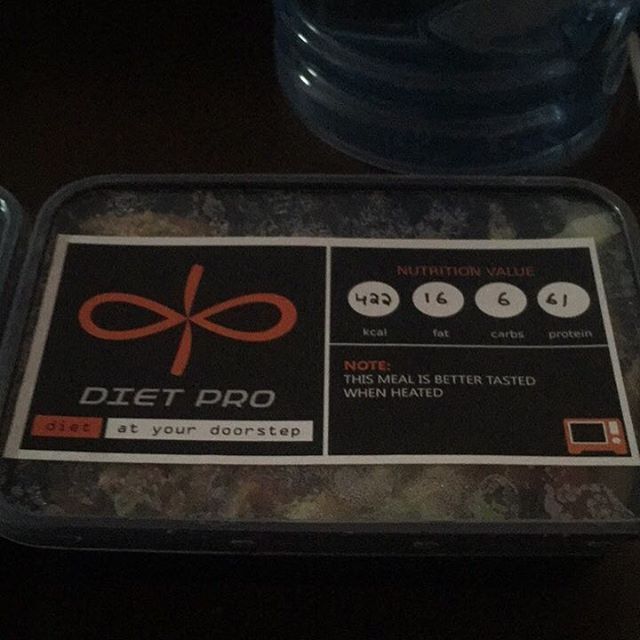 DIET PRO
diet at your doorstep
NUTRITION VALUE
422 16 6 61
kcal fat carbs protein
NOTE:
THIS MEAL IS BETTER TASTED
WHEN HEATED